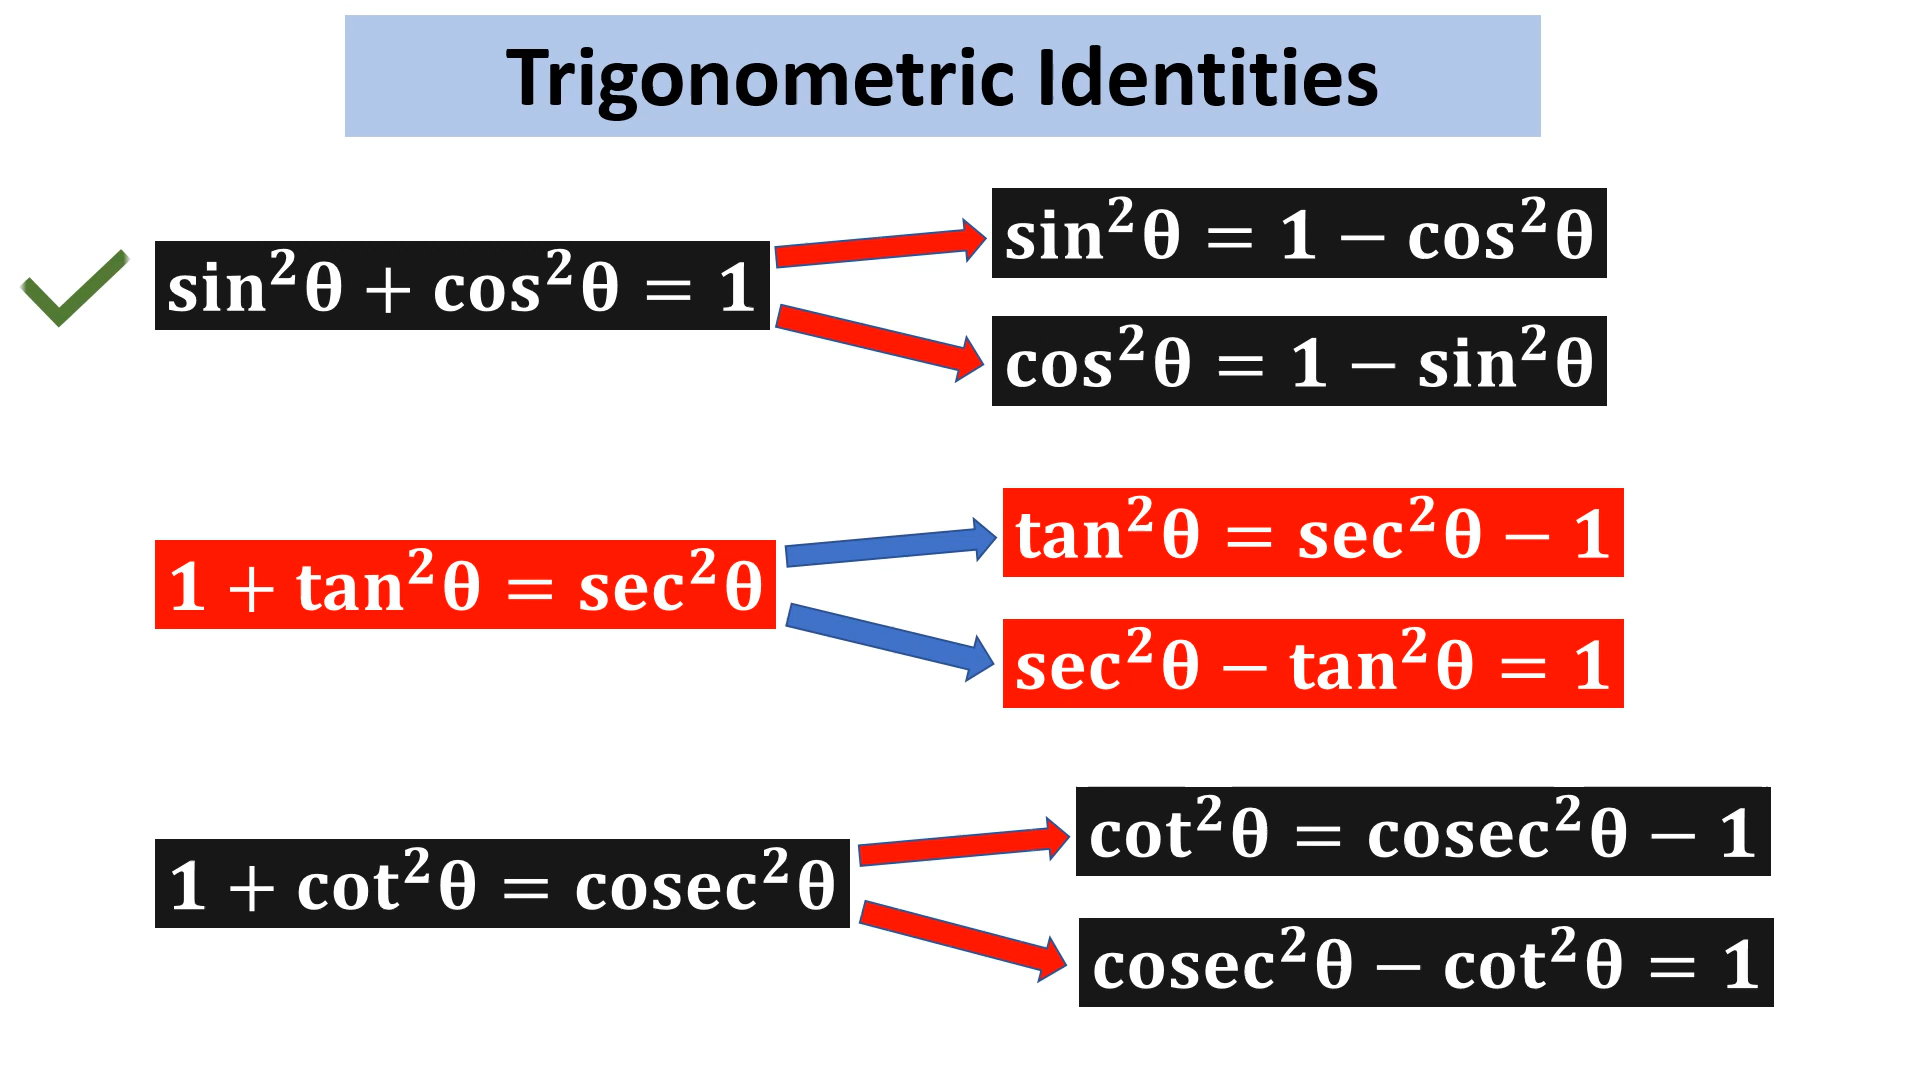 Trigonometric Identities
sin²θ + cos²θ = 1
sin²θ = 1 − cos²θ
cos²θ = 1 − sin²θ
1 + tan²θ = sec²θ
tan²θ = sec²θ − 1
sec²θ − tan²θ = 1
1 + cot²θ = cosec²θ
cot²θ = cosec²θ − 1
cosec²θ − cot²θ = 1